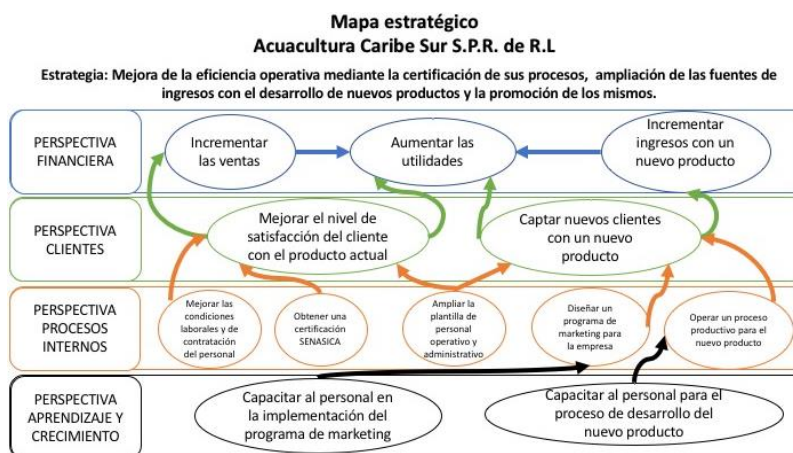 Mapa estratégico
Acuacultura Caribe Sur S.P.R. de R.L
Estrategia: Mejora de la eficiencia operativa mediante la certificación de sus procesos, ampliación de las fuentes de
ingresos con el desarrollo de nuevos productos y la promoción de los mismos.
PERSPECTIVA
FINANCIERA
Incrementar
las ventas
Aumentar las
utilidades
Incrementar
ingresos con un
nuevo producto
PERSPECTIVA
CLIENTES
Mejorar el nivel de
satisfacción del cliente
con el producto actual
Captar nuevos clientes
con un nuevo
producto
PERSPECTIVA
PROCESOS
INTERNOS
Mejorar las
condiciones
laborales y de
contratación del
personal
Obtener una
certificación
SENASICA
Ampliar la
plantilla de
personal
operativo y
administrativo
Diseñar un
programa de
marketing para
la empresa
Operar un proceso
productivo para el
nuevo producto
PERSPECTIVA
APRENDIZAJE Y
CRECIMIENTO
Capacitar al personal en
la implementación del
programa de marketing
Capacitar al personal para el
proceso de desarrollo del
nuevo producto